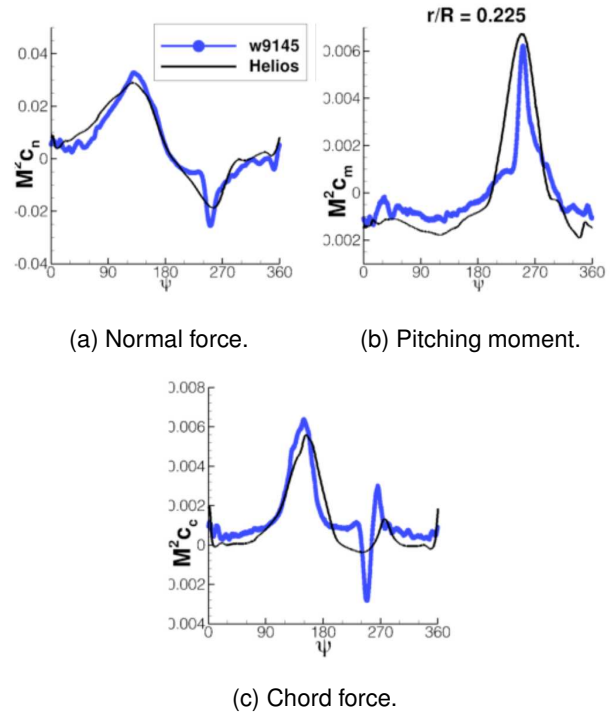 r/R = 0.225
w9145
Helios
0.04
0.02
0
-0.02
-0.04
M²cn
0 90 180 270 360
ψ
0.006
0.004
0.002
0
0.002
M²cm
0 90 180 270 360
ψ
(a) Normal force.
(b) Pitching moment.
0.008
0.006
0.004
0.002
0
0.002
0.004
M²cc
0 90 180 270 360
ψ
(c) Chord force.